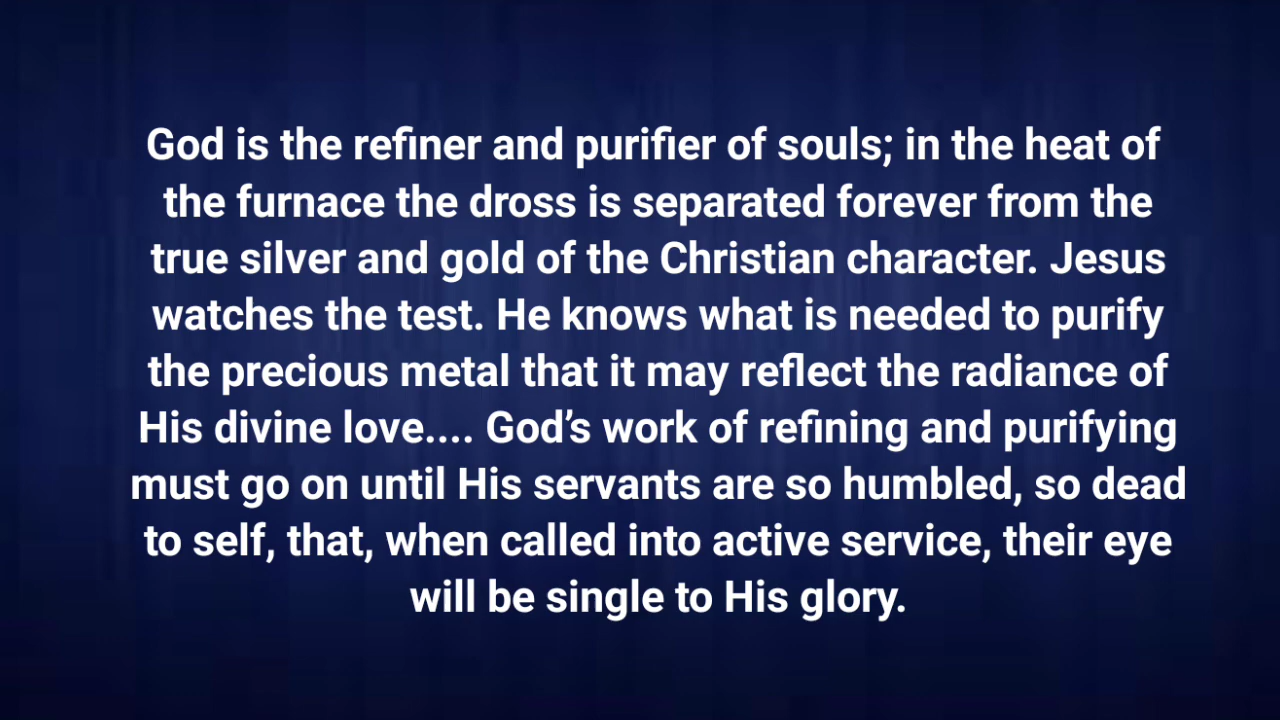 God is the refiner and purifier of souls; in the heat of
the furnace the dross is separated forever from the
true silver and gold of the Christian character. Jesus
watches the test. He knows what is needed to purify
the precious metal that it may reflect the radiance of
His divine love.... God’s work of refining and purifying
must go on until His servants are so humbled, so dead
to self, that, when called into active service, their eye
will be single to His glory.